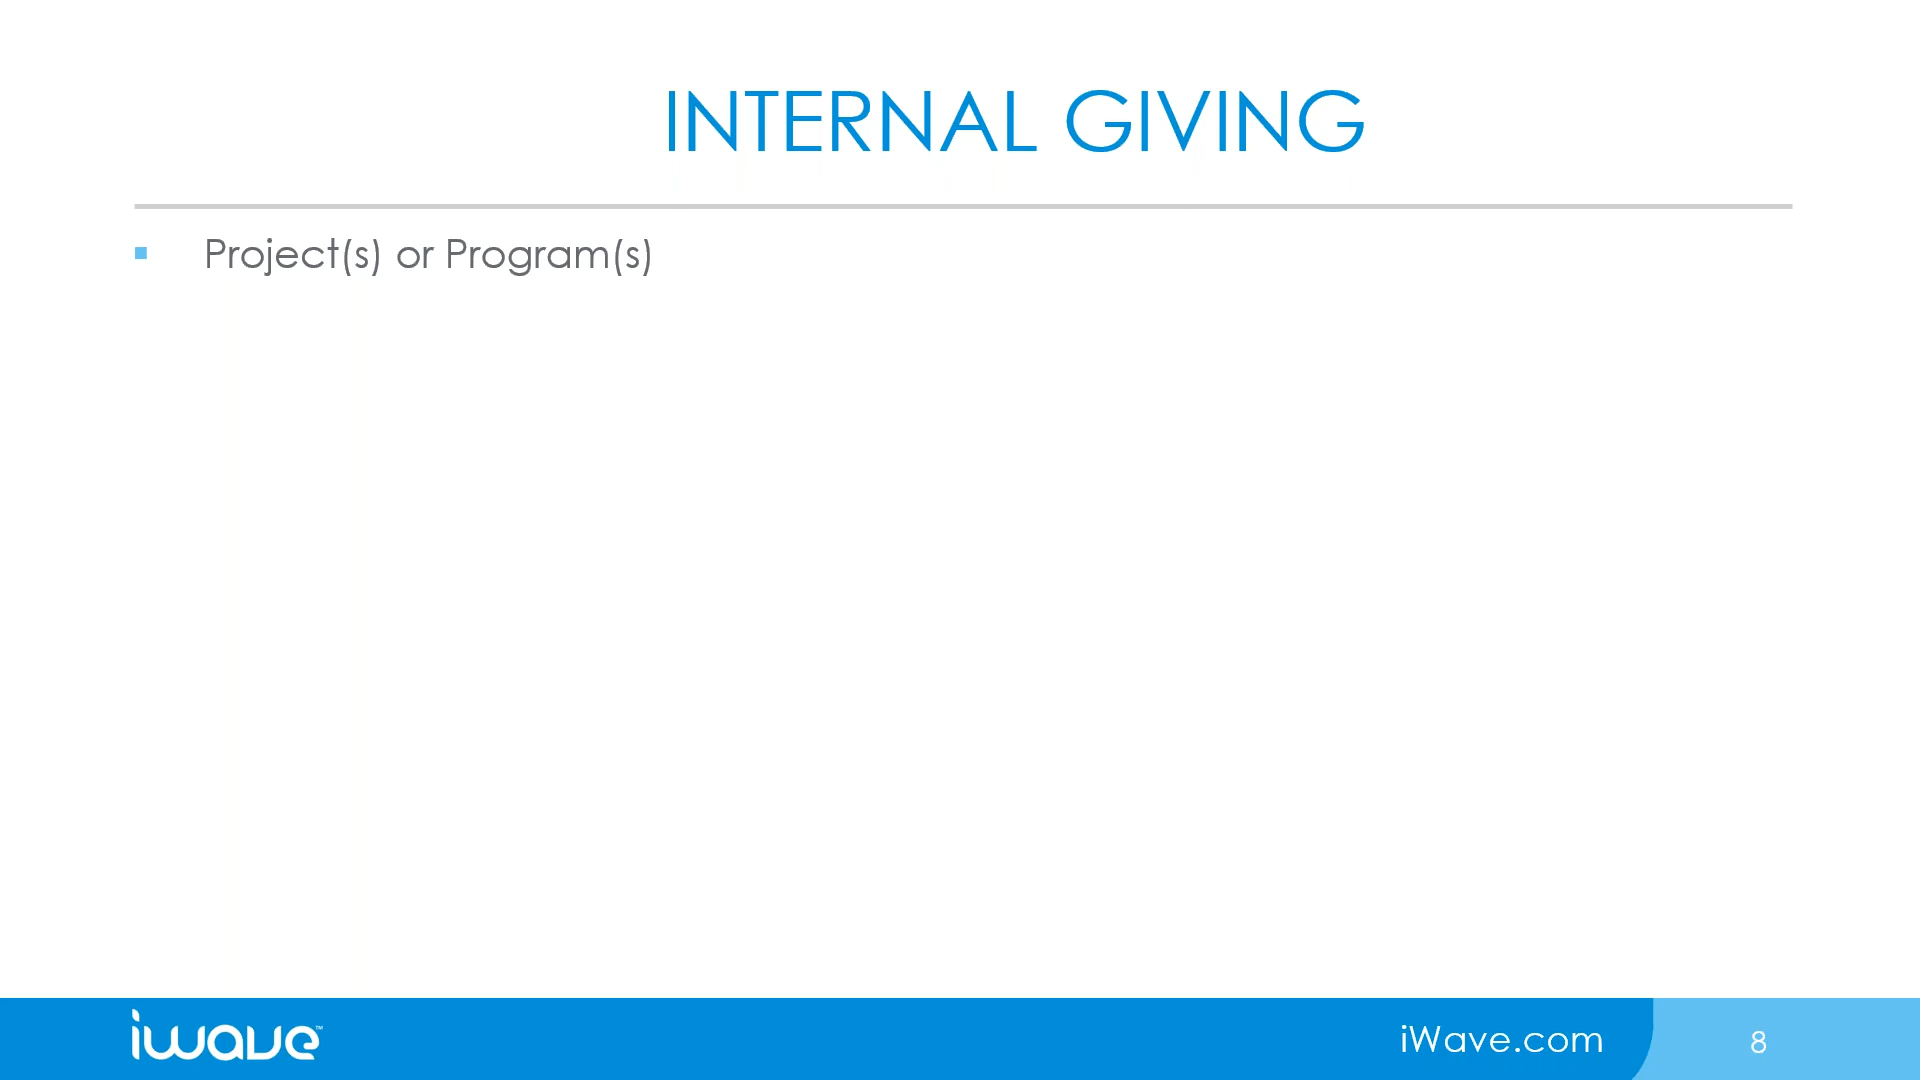 INTERNAL GIVING
Project(s) or Program(s)
iwave™
iWave.com
8